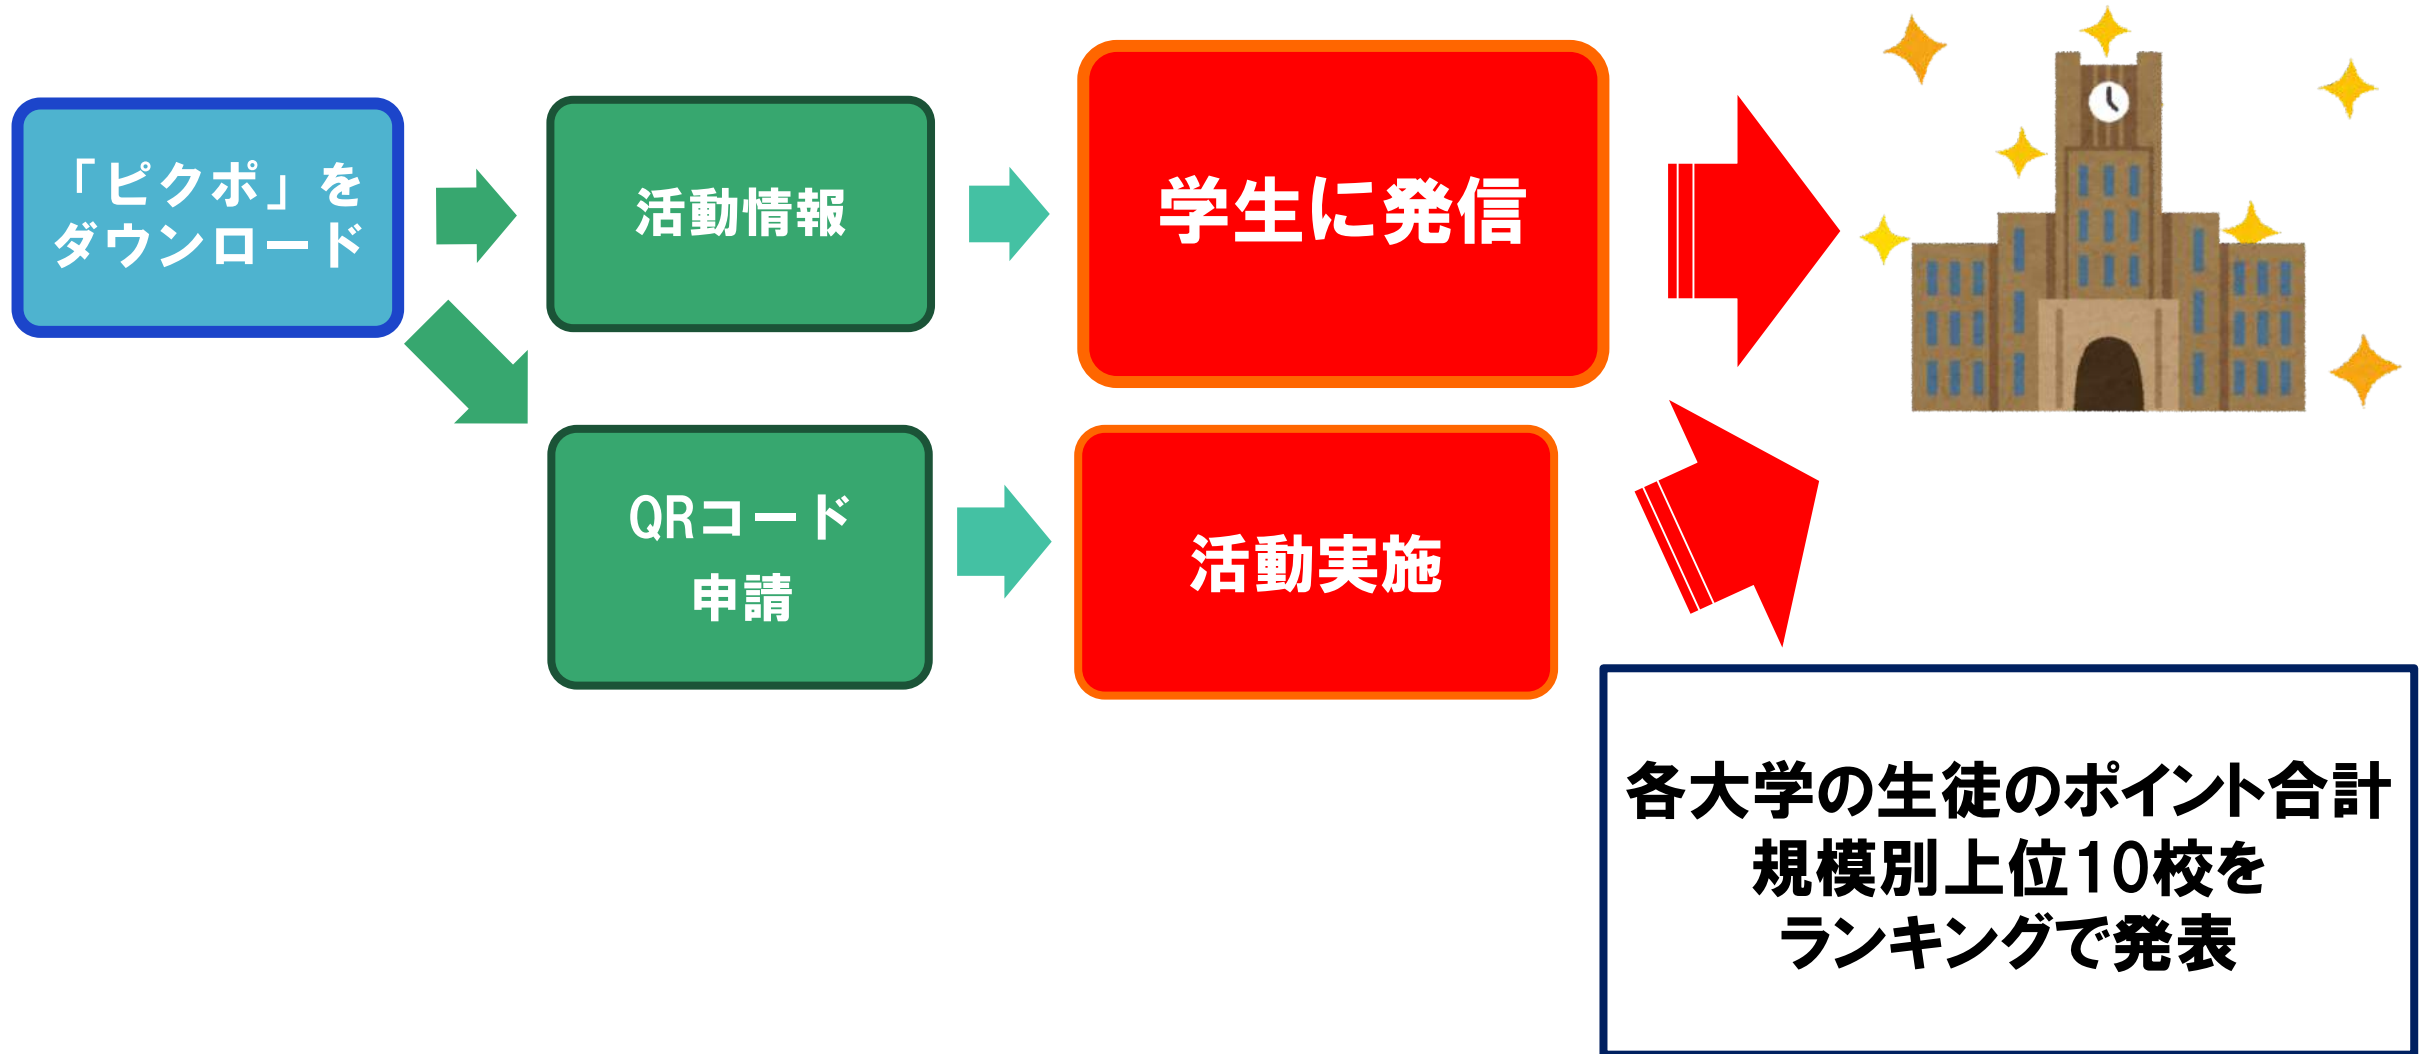 「ピクポ」を
ダウンロード
活動情報
学生に発信
QRコード
申請
活動実施
各大学の生徒のポイント合計
規模別上位10校を
ランキングで発表